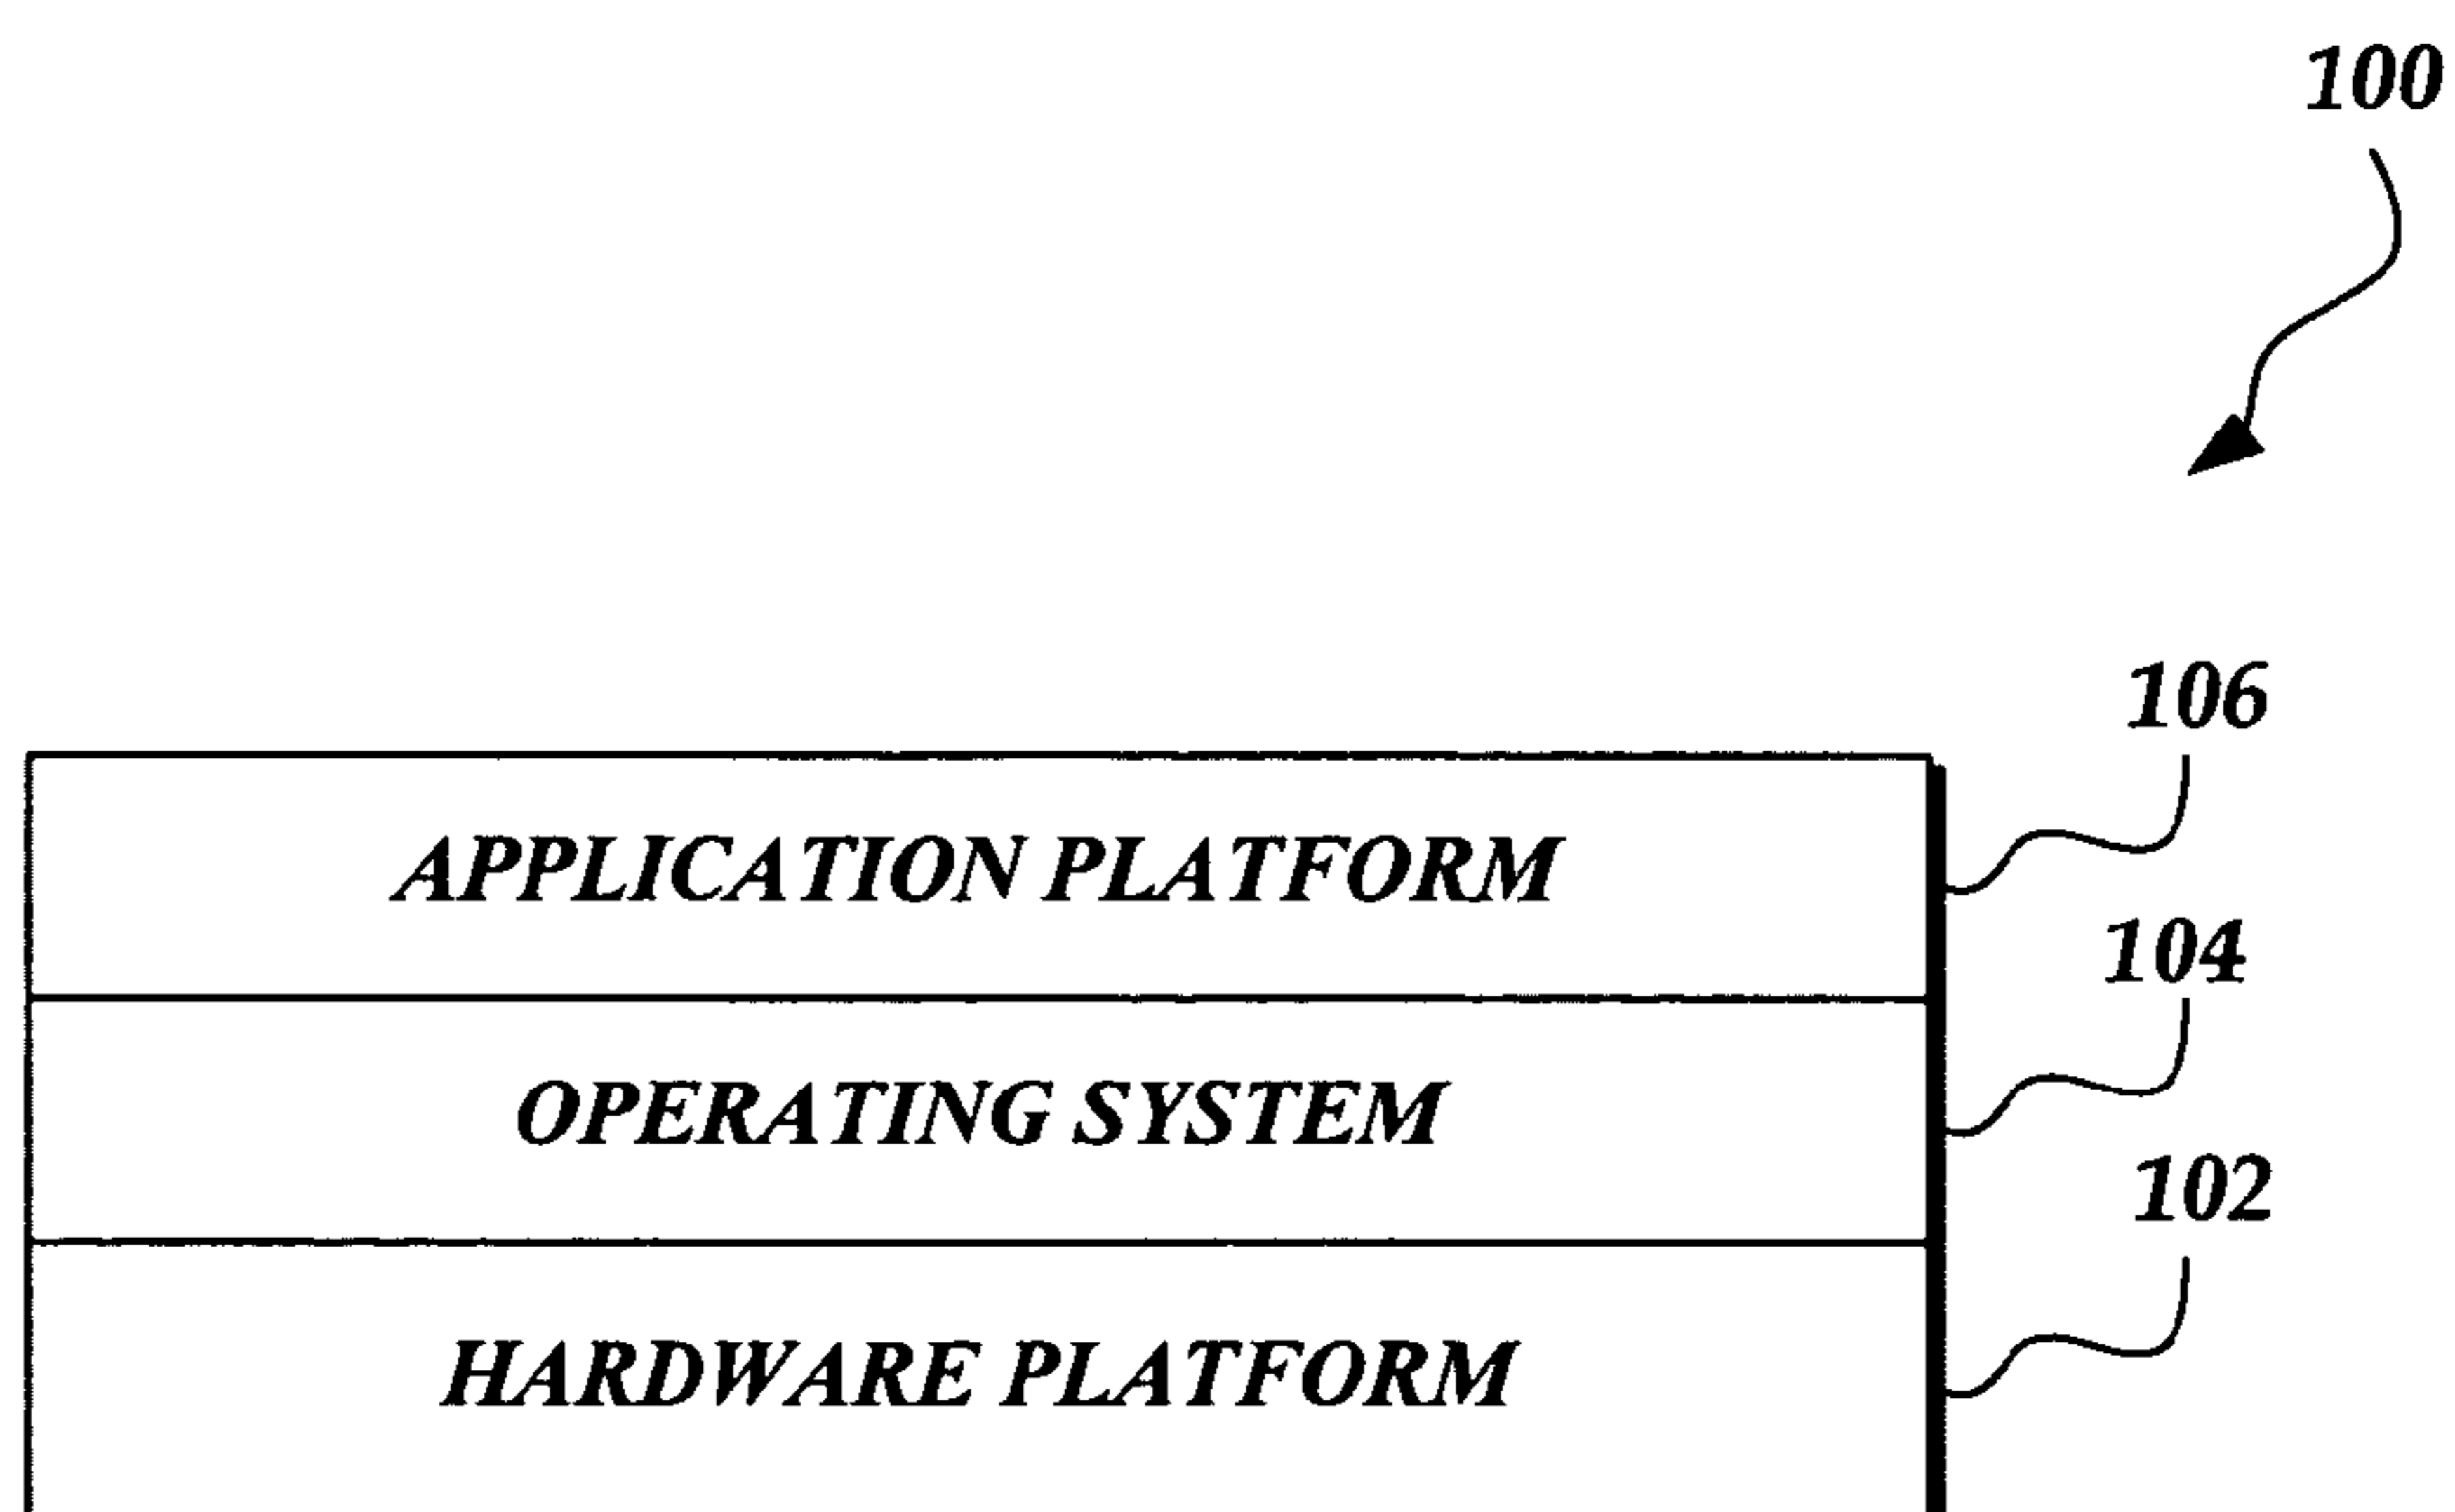 100
106
APPLICATION PLATFORM
104
OPERATING SYSTEM
102
HARDWARE PLATFORM